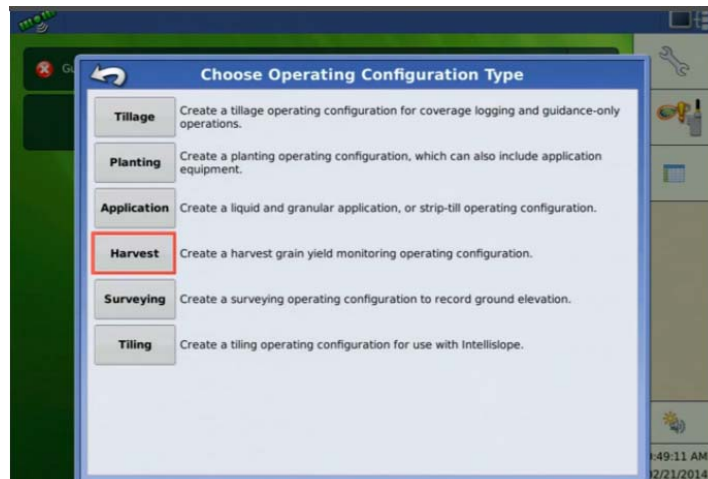 Gu
Choose Operating Configuration Type
Tillage
Create a tillage operating configuration for coverage logging and guidance-only
operations.
Planting
Create a planting operating configuration, which can also include application
equipment.
Application
Create a liquid and granular application, or strip-till operating configuration.
Harvest
Create a harvest grain yield monitoring operating configuration.
Surveying
Create a surveying operating configuration to record ground elevation.
Tiling
Create a tiling operating configuration for use with Intellislope.
:49:11 AM
02/21/2014